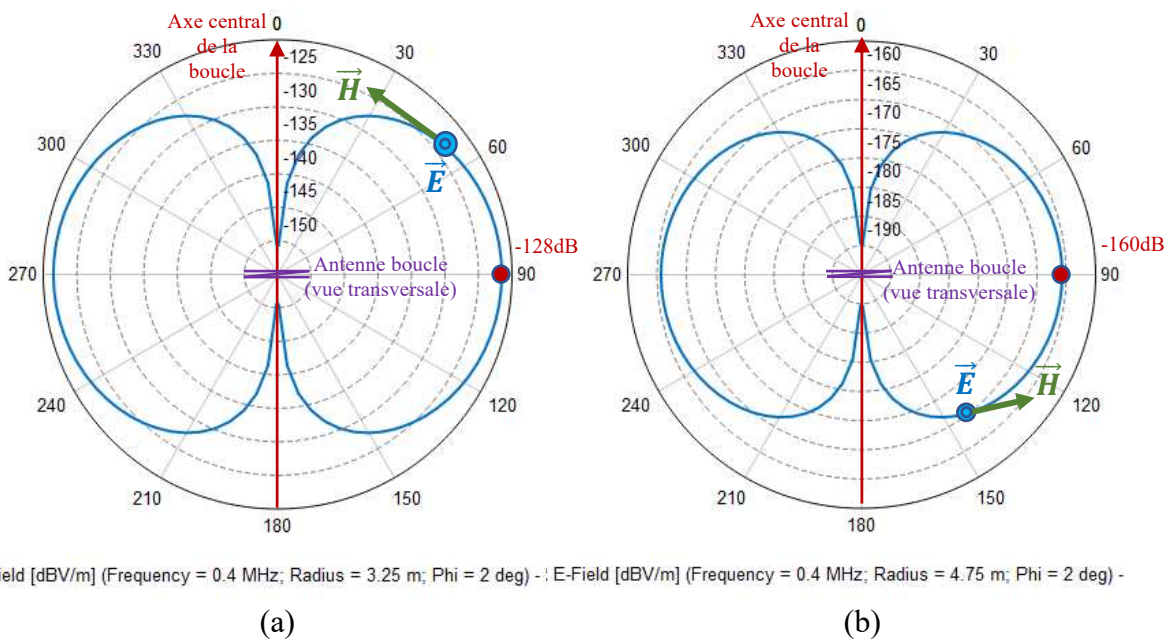 Axe central
de la
boucle
0
30
60
90
120
150
180
210
240
270
300
330
-125
-130
-135
-140
-145
-150
H
E
-128dB
Antenne boucle
(vue transversale)
Axe central
de la
boucle
0
30
60
90
120
150
180
210
240
270
300
330
-160
-165
-170
-175
-180
-185
-190
-160dB
Antenne boucle
(vue transversale)
E
H
ield [dBV/m] (Frequency = 0.4 MHz; Radius = 3.25 m; Phi = 2 deg) -
E-Field [dBV/m] (Frequency = 0.4 MHz; Radius = 4.75 m; Phi = 2 deg) -
(a)
(b)